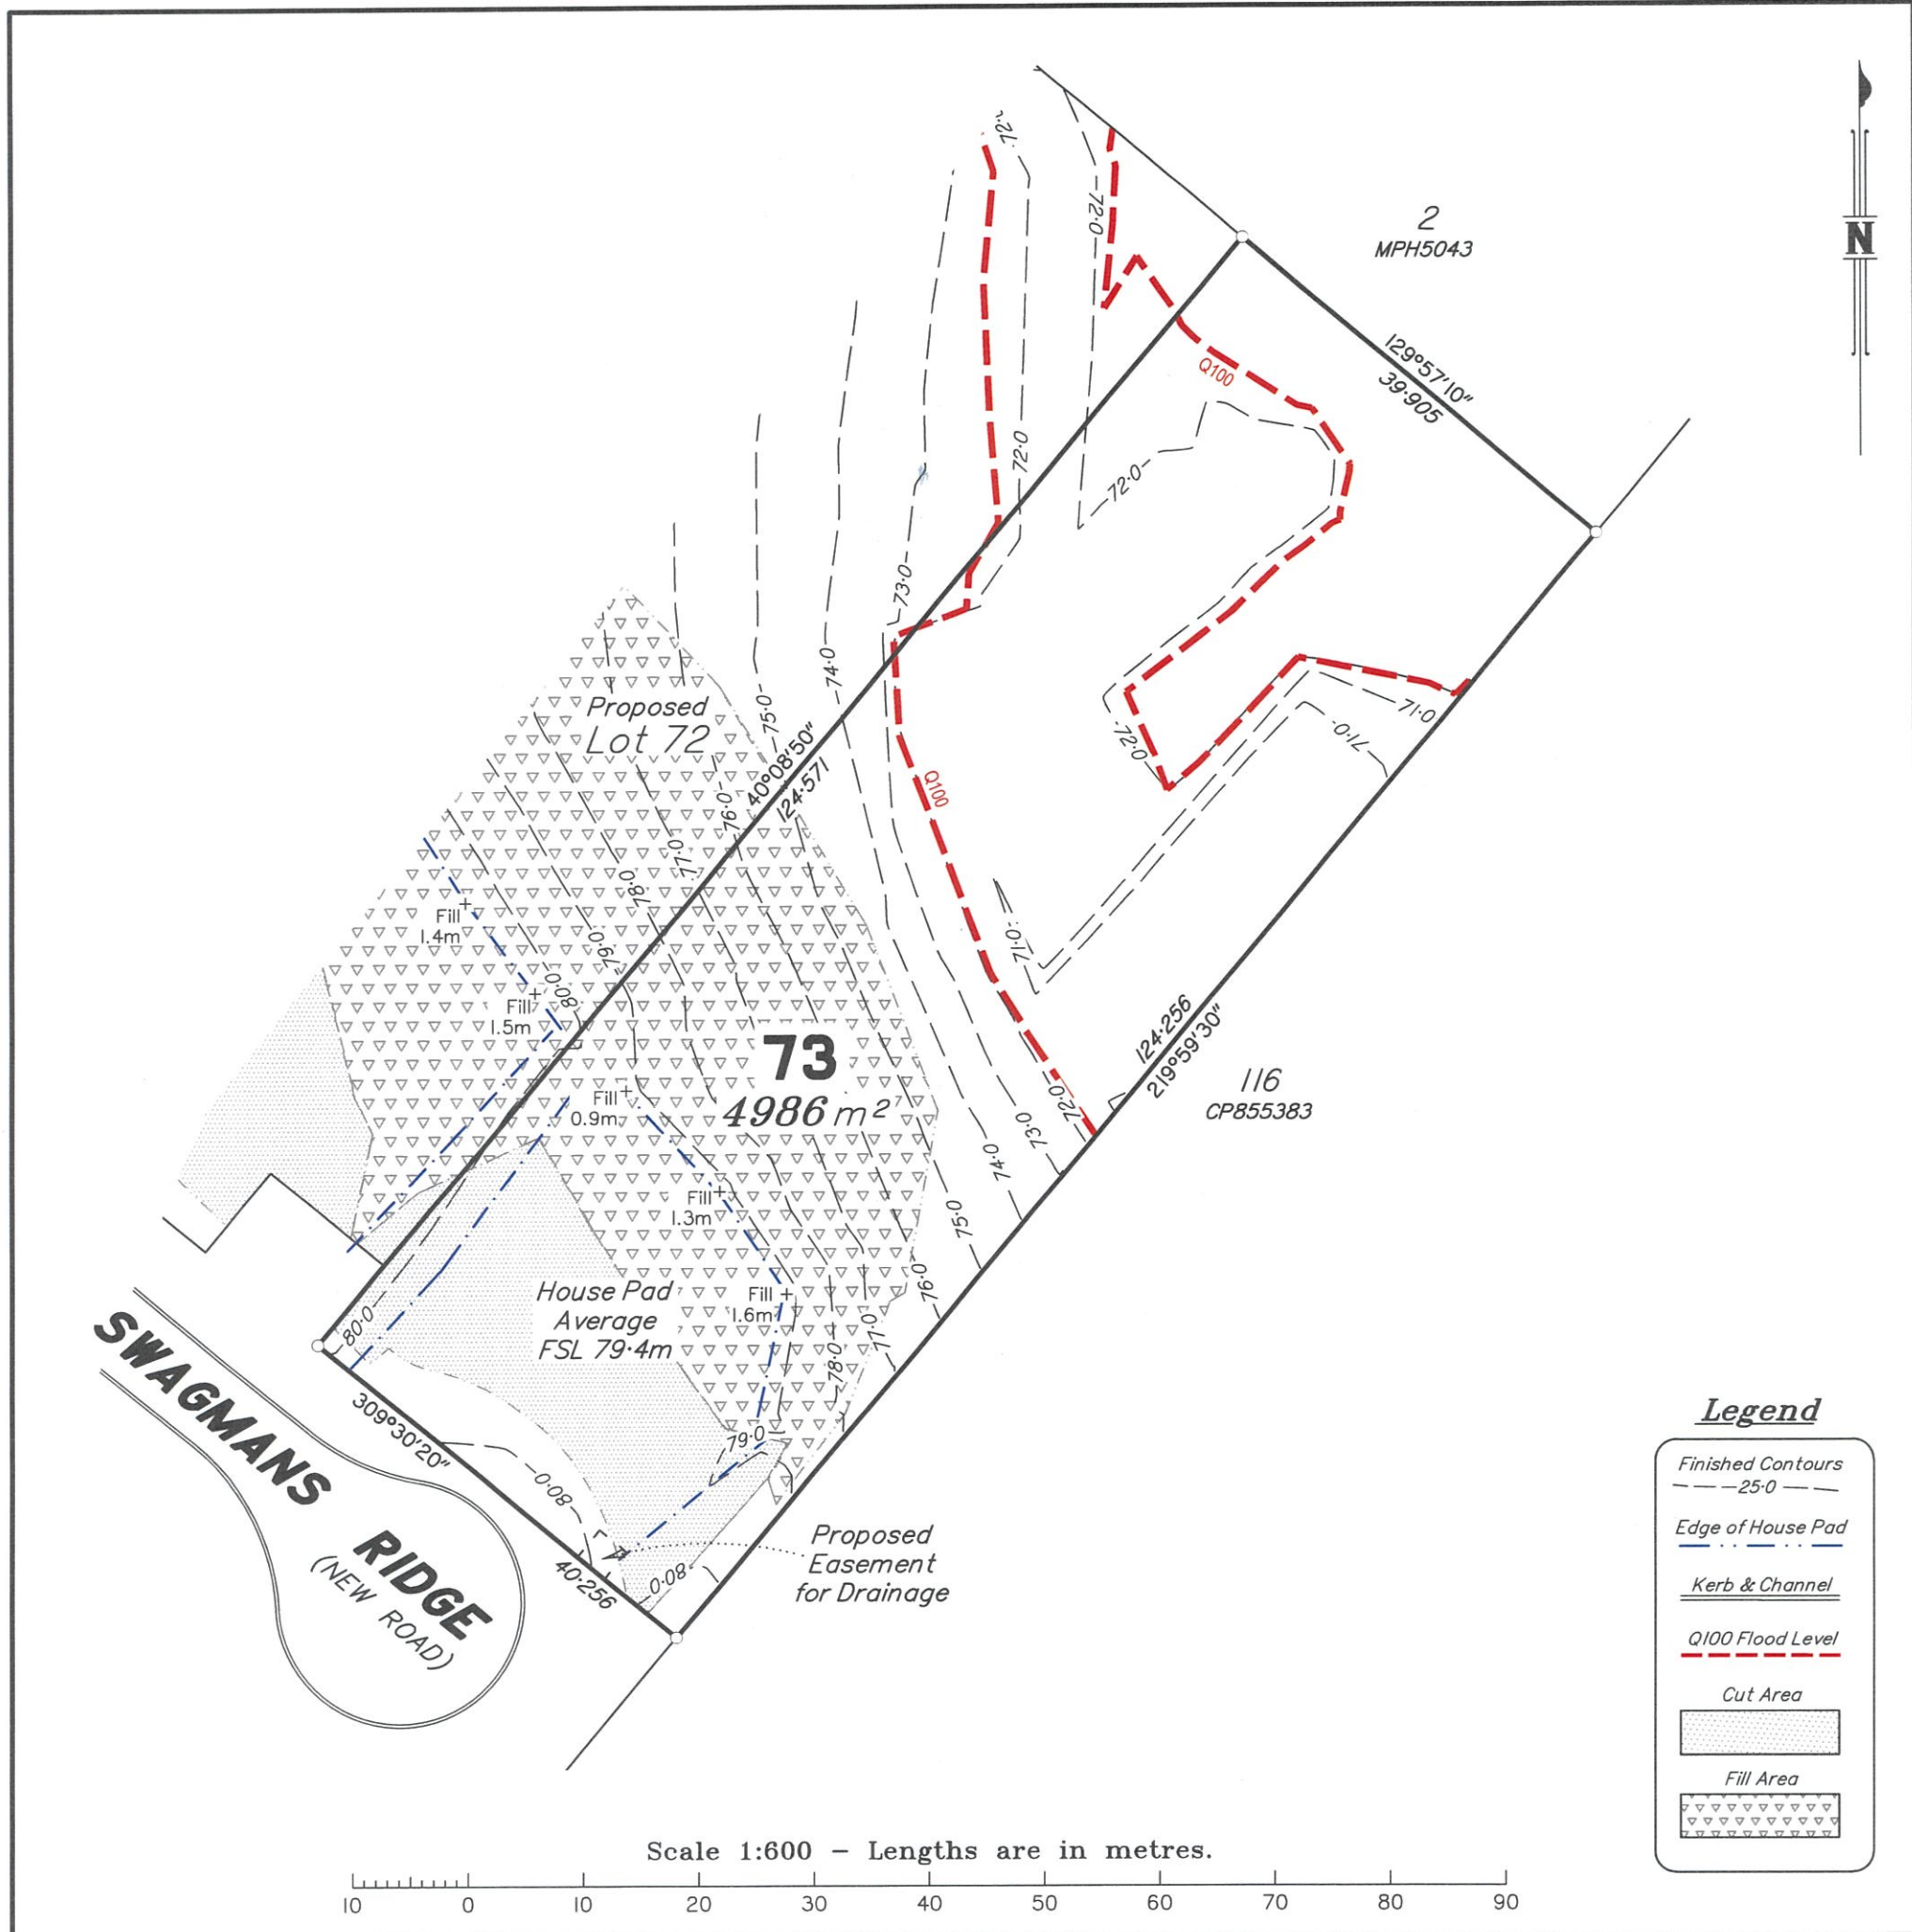 N
2
MPH5043
129°57'10"
39·905
72·
72·0
Q100
72·0
72·0
73·0
74·0
75·0
Proposed
Lot 72
40°08'50"
124·571
76·0
77·0
78·0
79·0
80·0
Q100
72·0
71·0
71·0
71·0
Fill
1.4m
Fill
1.5m
Fill
0.9m
73
4986 m²
124·256
219°59'30"
116
CP855383
Fill
1.3m
72·0
73·0
74·0
75·0
76·0
77·0
78·0
Fill
1.6m
House Pad
Average
FSL 79·4m
80·0
79·0
80·0
80·0
309°30'20"
40·256
SWAGMANS
RIDGE
(NEW ROAD)
Proposed
Easement
for Drainage
Legend
Finished Contours
25·0
Edge of House Pad
Kerb & Channel
Q100 Flood Level
Cut Area
Fill Area
Scale 1:600 – Lengths are in metres.
10 0 10 20 30 40 50 60 70 80 90